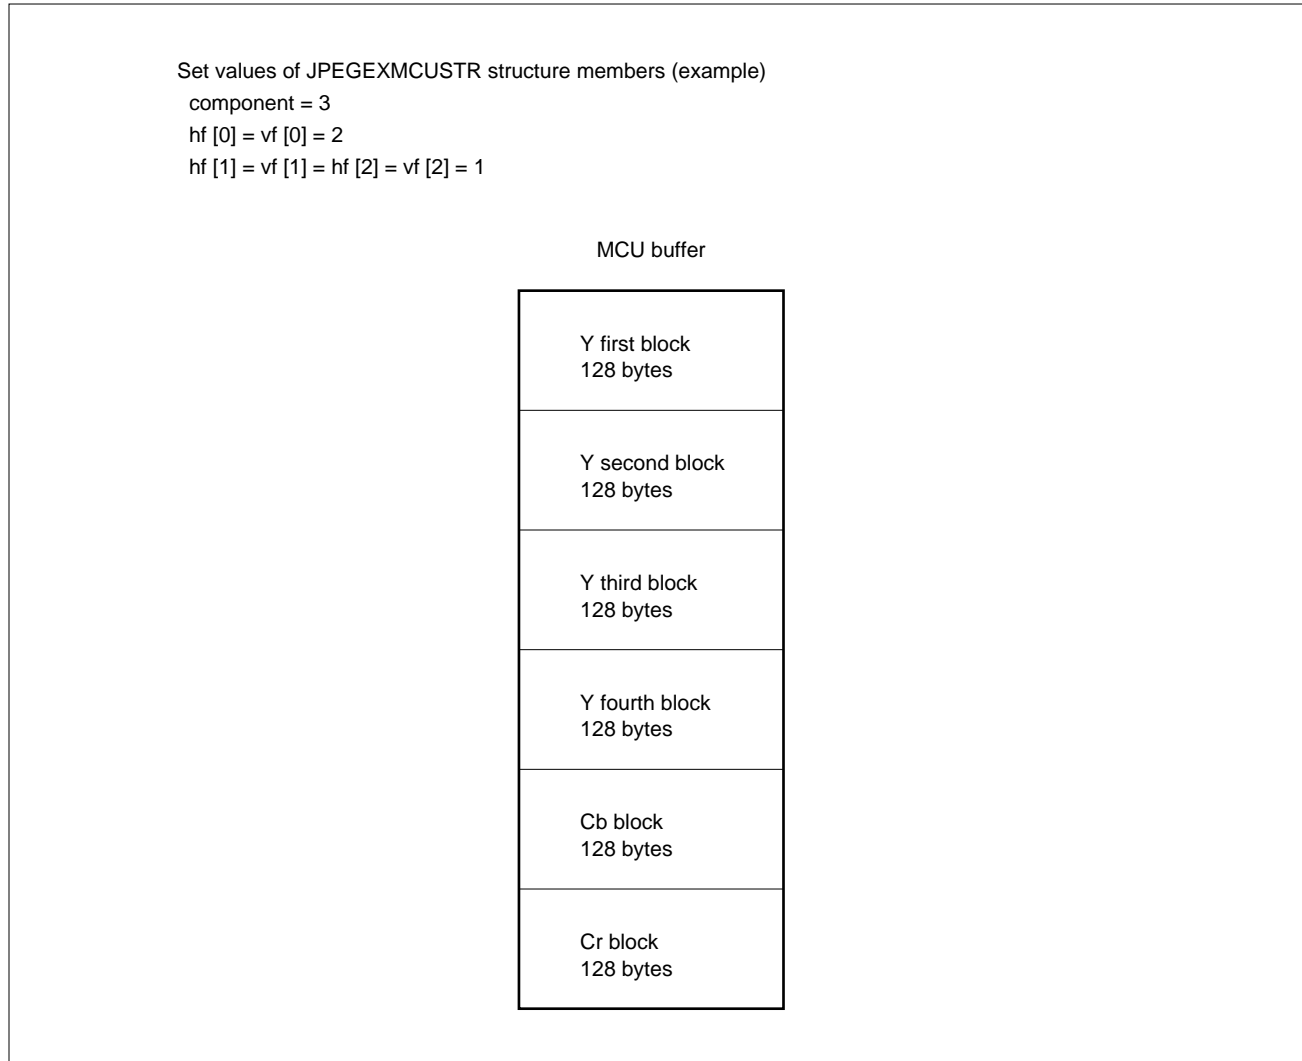 Set values of JPEGEXMCUSTR structure members (example)
component = 3
hf [0] = vf [0] = 2
hf [1] = vf [1] = hf [2] = vf [2] = 1
MCU buffer
Y first block
128 bytes
Y second block
128 bytes
Y third block
128 bytes
Y fourth block
128 bytes
Cb block
128 bytes
Cr block
128 bytes